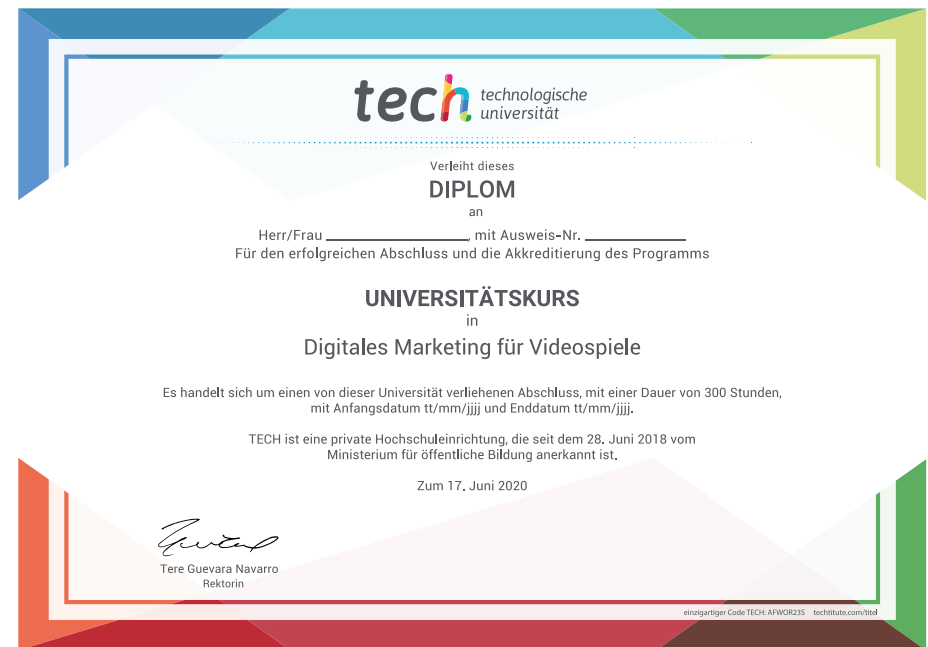 tech technologische
universität
Verleiht dieses
DIPLOM
an
Herr/Frau ________________, mit Ausweis-Nr. ____________
Für den erfolgreichen Abschluss und die Akkreditierung des Programms
UNIVERSITÄTSKURS
in
Digitales Marketing für Videospiele
Es handelt sich um einen von dieser Universität verliehenen Abschluss, mit einer Dauer von 300 Stunden,
mit Anfangsdatum tt/mm/jjjj und Enddatum tt/mm/jjjj.
TECH ist eine private Hochschuleinrichtung, die seit dem 28. Juni 2018 vom
Ministerium für öffentliche Bildung anerkannt ist.
Zum 17. Juni 2020
Tere Guevara Navarro
Rektorin
einzigartiger Code TECH: AFWOR23S techtitute.com/titel